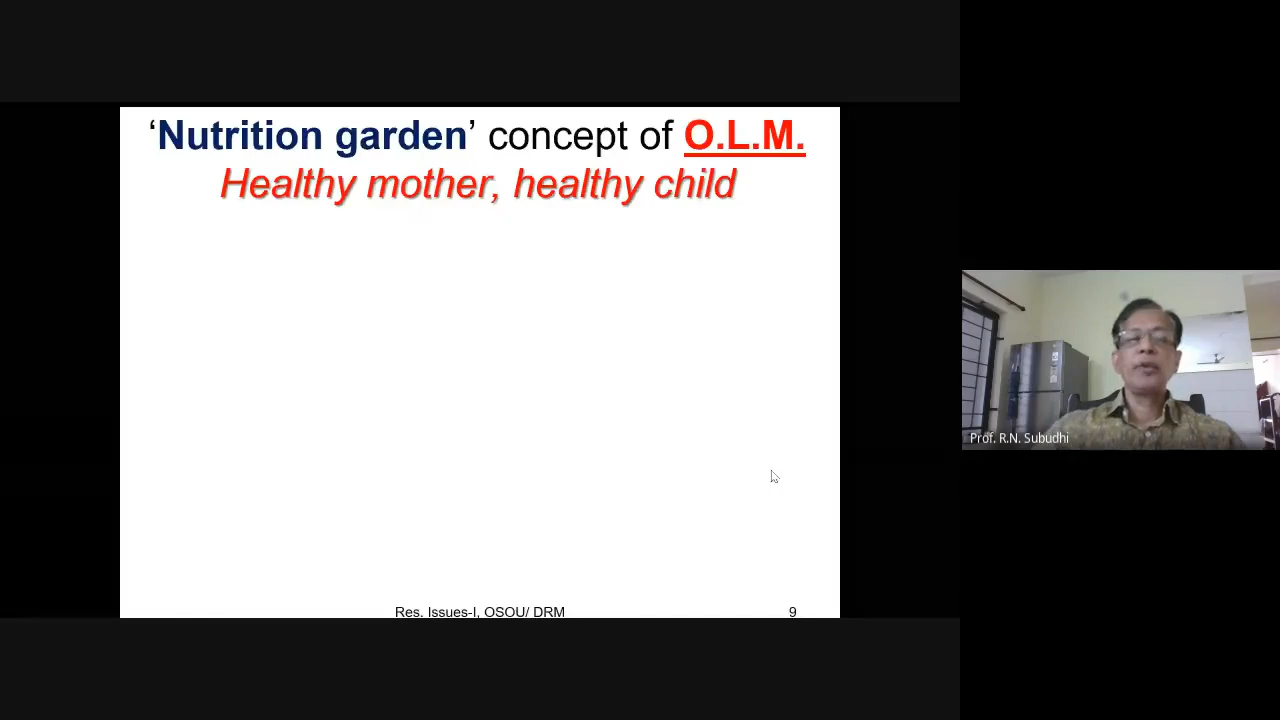 ‘Nutrition garden’ concept of O.L.M.
Healthy mother, healthy child
Res. Issues-I, OSOU/ DRM
9
Prof. R.N. Subudhi